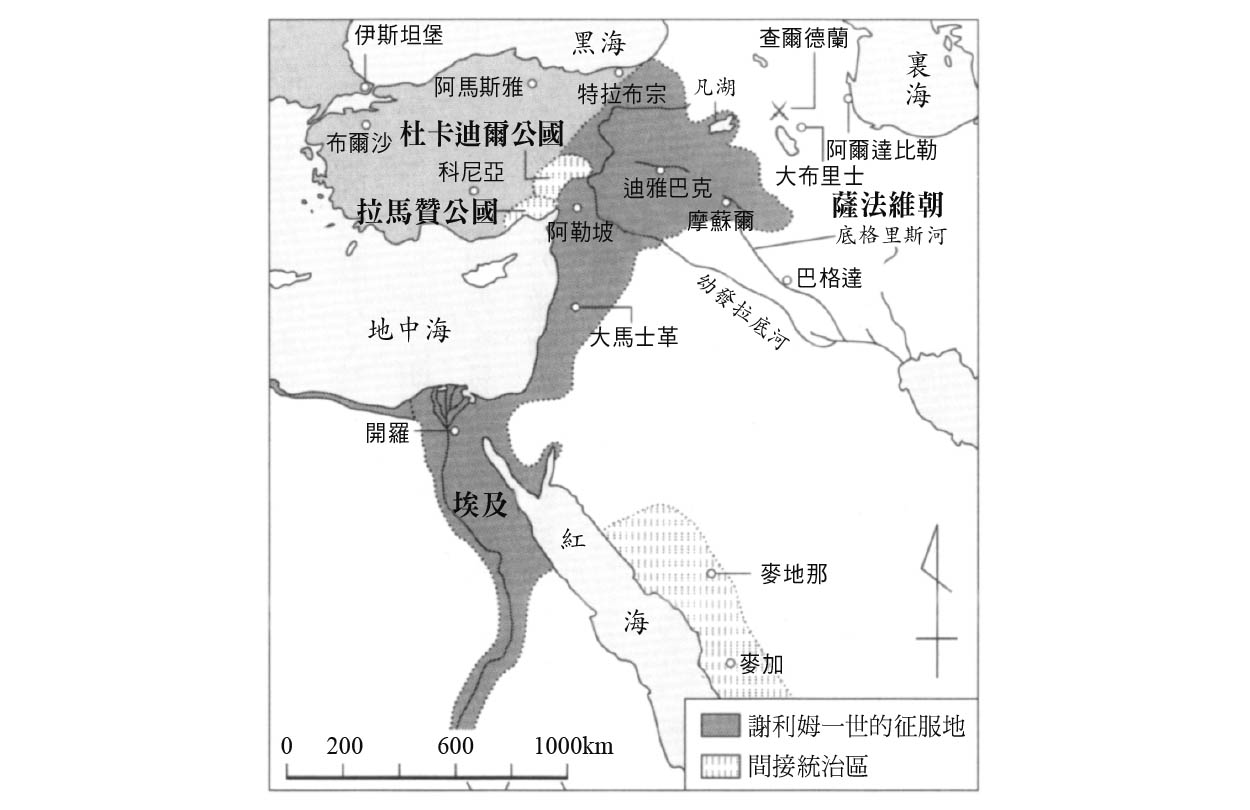 伊斯坦堡
黑海
查爾德蘭
裏海
阿馬斯雅
特拉布宗
凡湖
布爾沙
杜卡迪爾公國
阿爾達比勒
科尼亞
大布里士
迪雅巴克
拉馬贊公國
摩蘇爾
薩法維朝
阿勒坡
底格里斯河
巴格達
幼發拉底河
地中海
大馬士革
開羅
埃及
紅海
麥地那
麥加
謝利姆一世的征服地
間接統治區
0 200 600 1000km